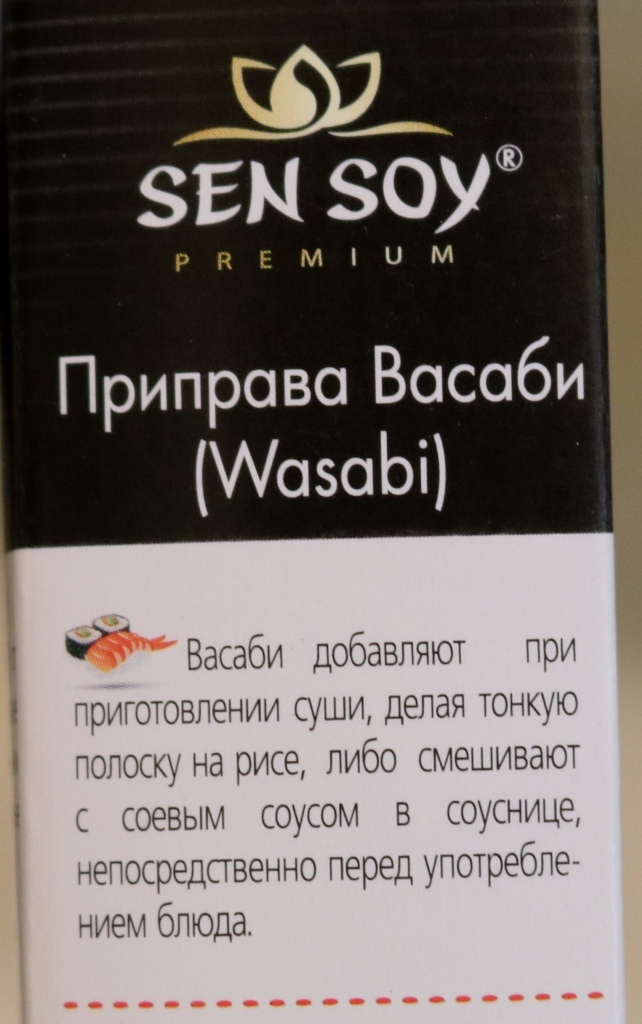 SEN SOY®
PREMIUM
Приправа Васаби
(Wasabi)
Васаби добавляют при
приготовлении суши, делая тонкую
полоску на рисе, либо смешивают
с соевым соусом в соуснице,
непосредственно перед употребле-
нием блюда.